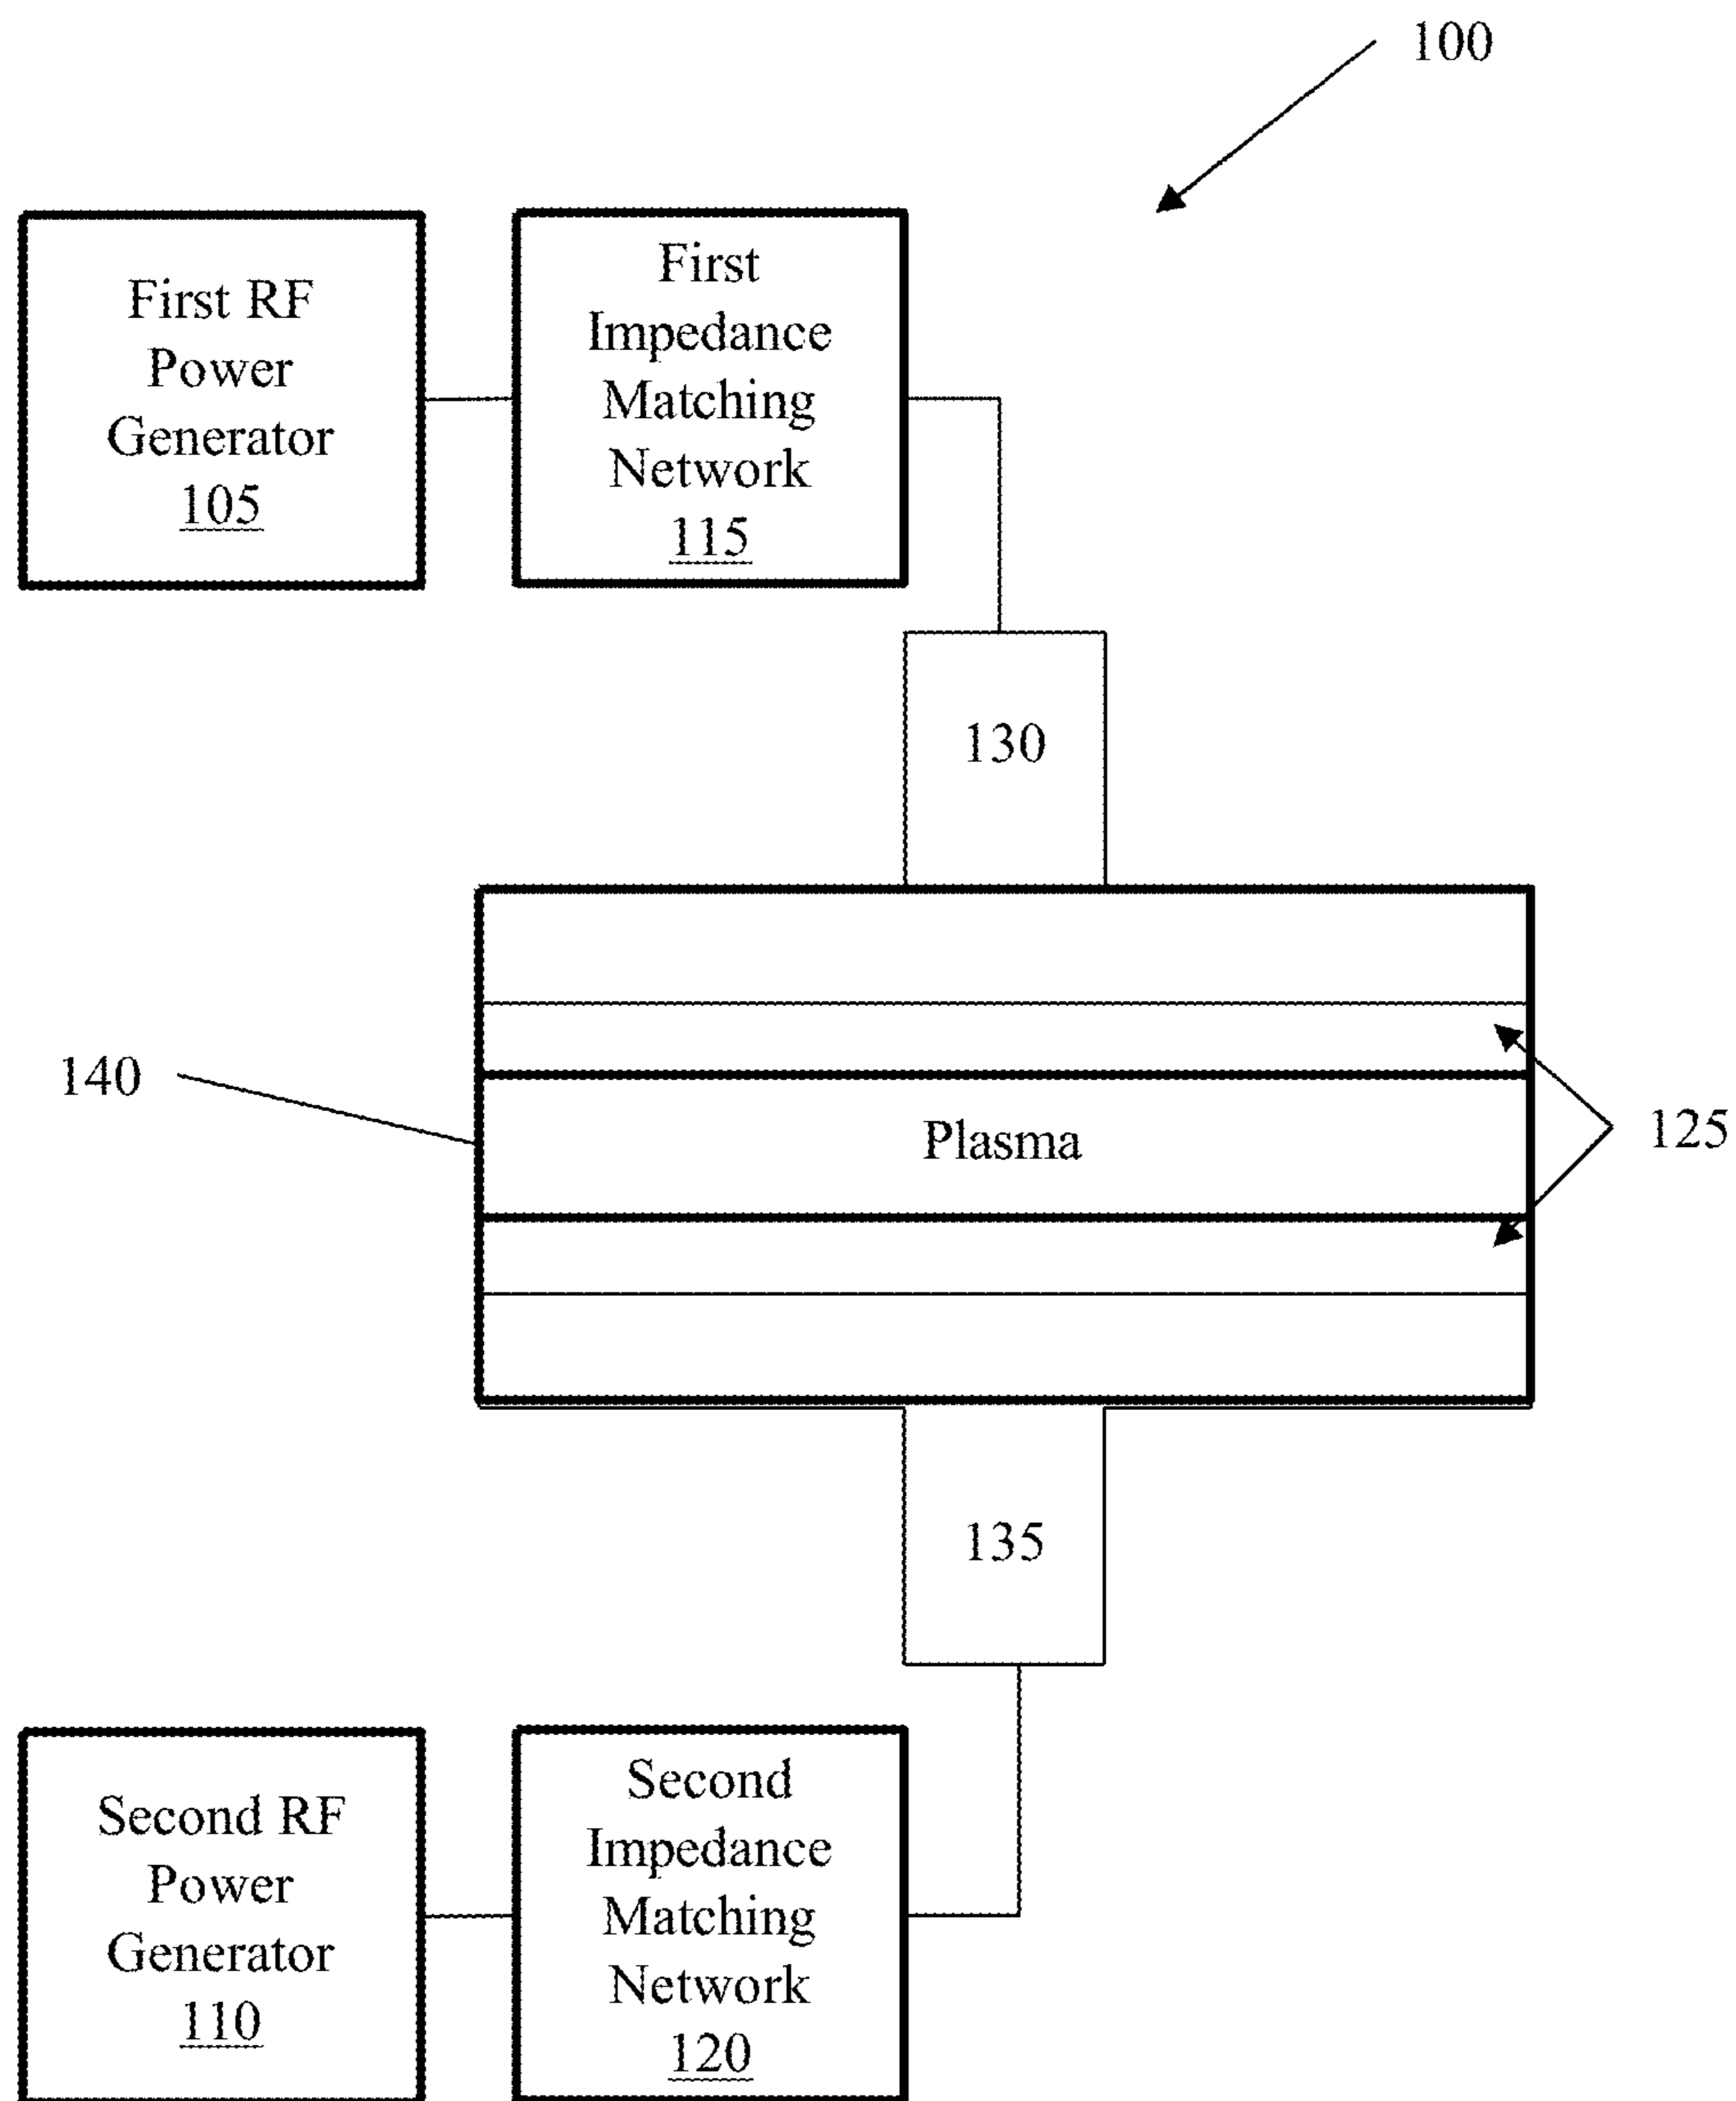 100
First RF
Power
Generator
105
First
Impedance
Matching
Network
115
130
140
Plasma
125
135
Second RF
Power
Generator
110
Second
Impedance
Matching
Network
120